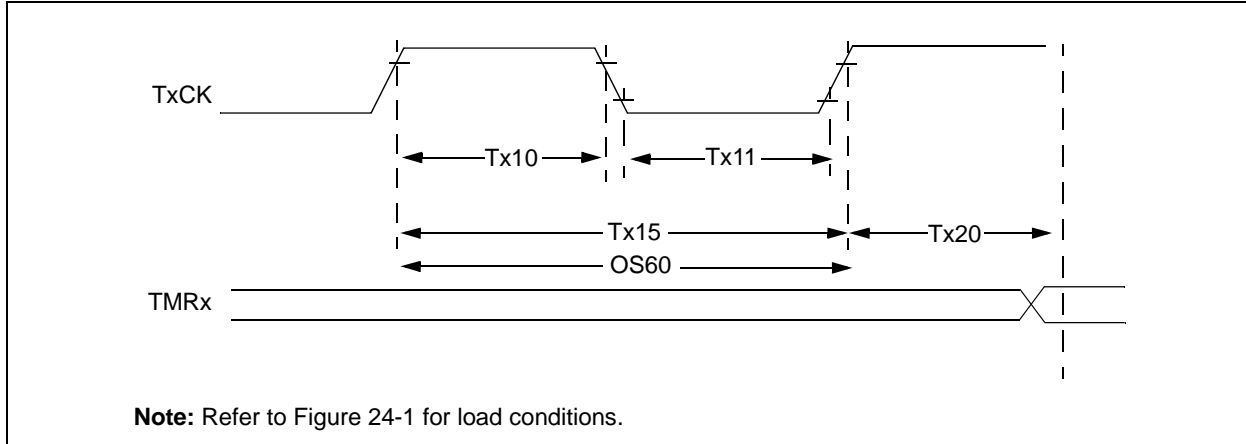 TxCK
Tx10
Tx11
Tx15
Tx20
OS60
TMRx
Note: Refer to Figure 24-1 for load conditions.